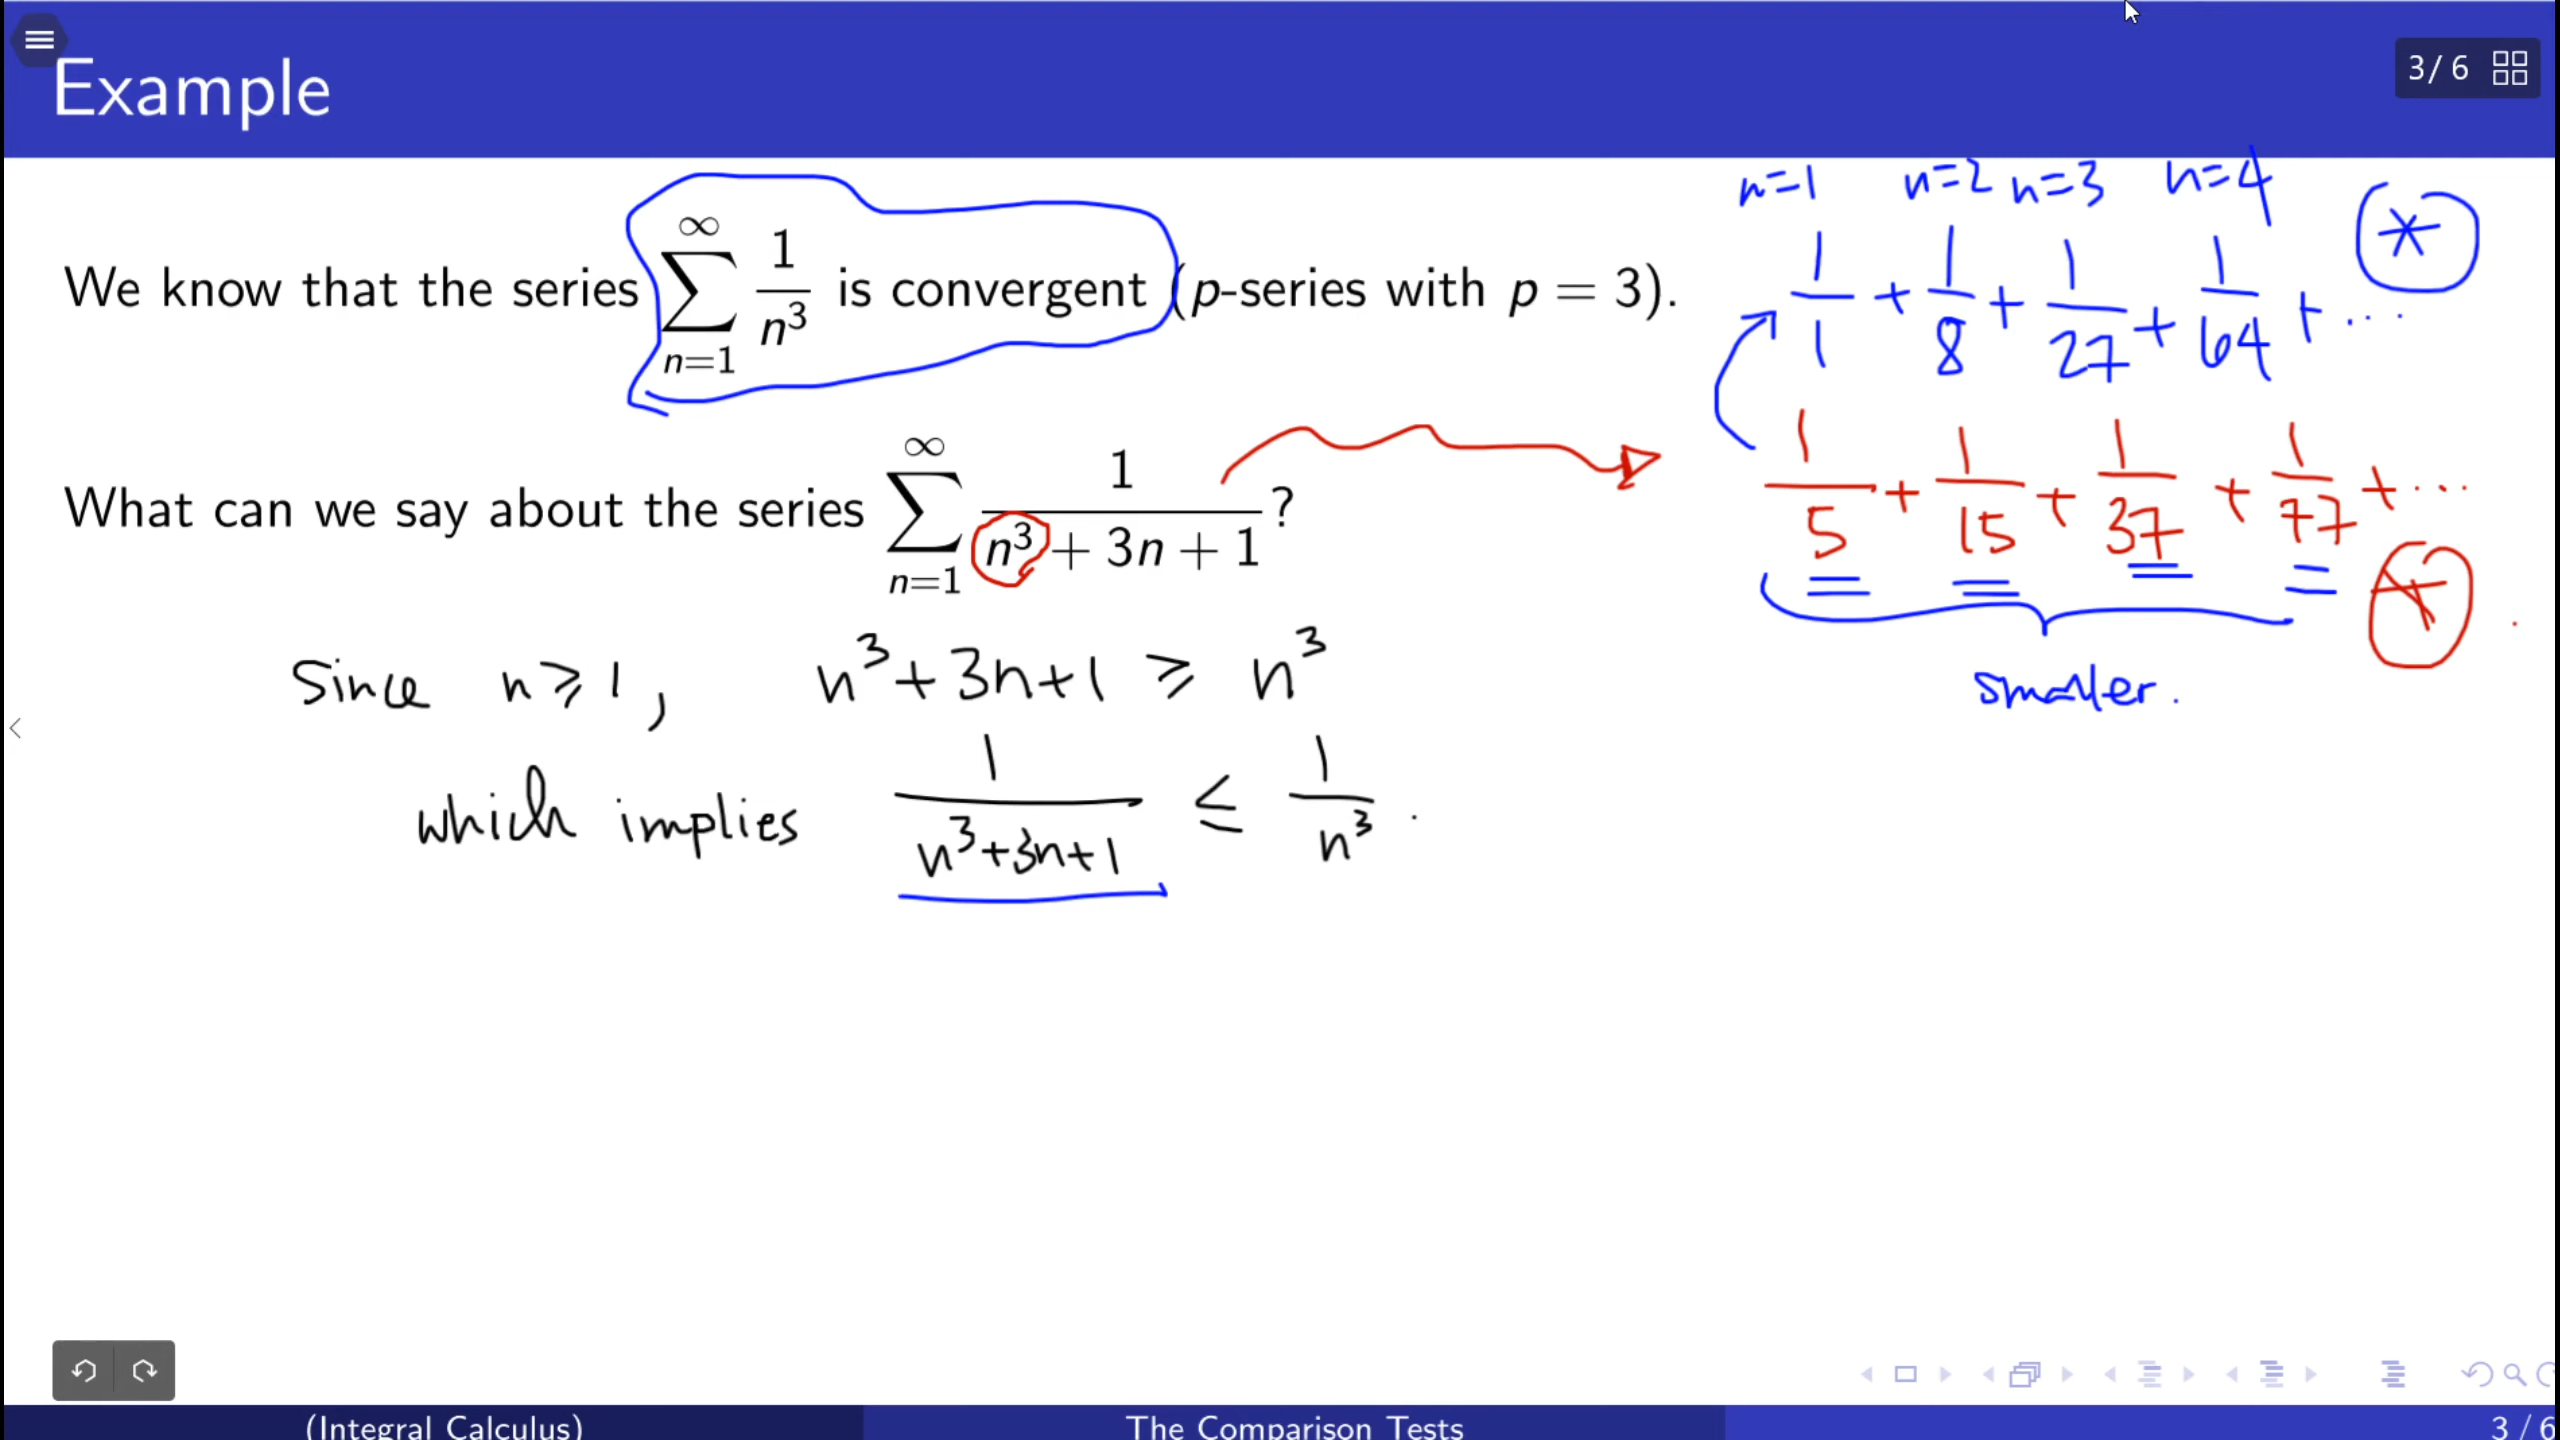 Example
3/ 6
We know that the series ∑_{n=1}^{∞} 1/n³ is convergent (p-series with p = 3).
n=1 n=2 n=3 n=4
1/1 + 1/8 + 1/27 + 1/64 + ... *
What can we say about the series ∑_{n=1}^{∞} 1/(n³ + 3n + 1)?
1/5 + 1/15 + 1/37 + 1/77 + ... *
smaller.
Since n ≥ 1, n³+3n+1 ≥ n³
which implies 1/(n³+3n+1) ≤ 1/n³.
(Integral Calculus)
The Comparison Tests
3 / 6